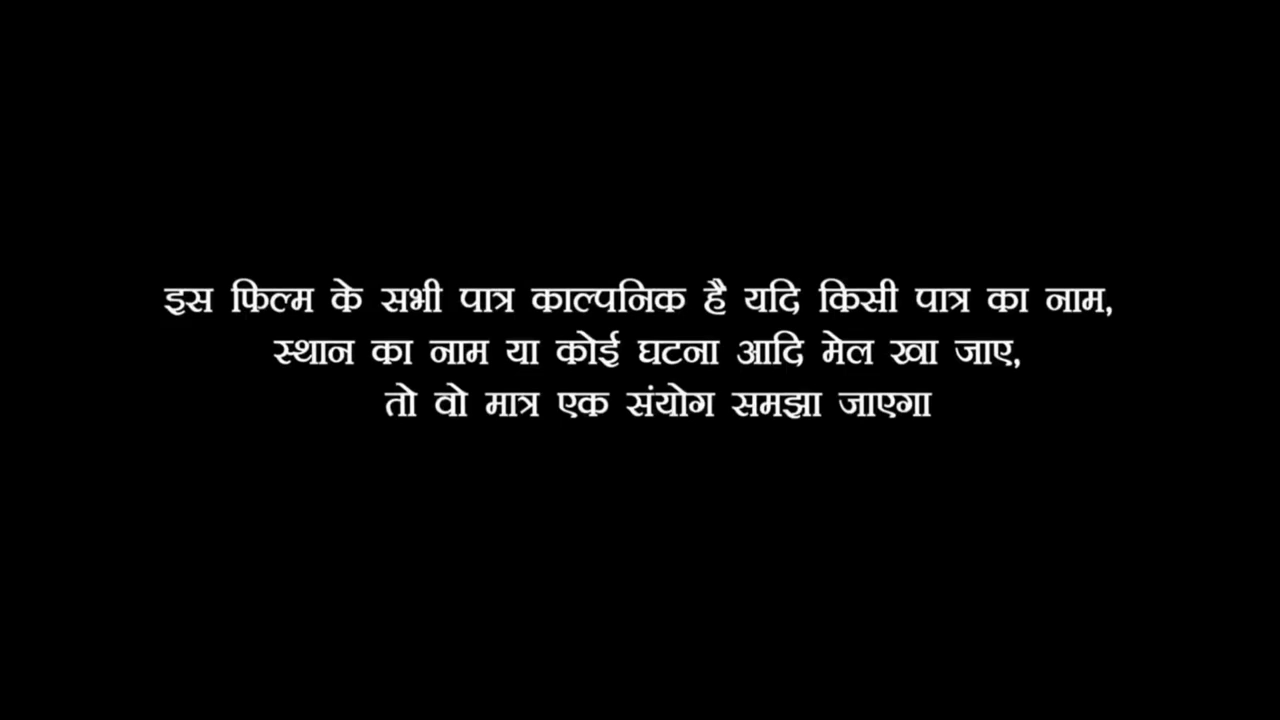 इस फिल्म के सभी पात्र काल्पनिक है यदि किसी पात्र का नाम,
स्थान का नाम या कोई घटना आदि मेल खा जाए,
तो वो मात्र एक संयोग समझा जाएगा